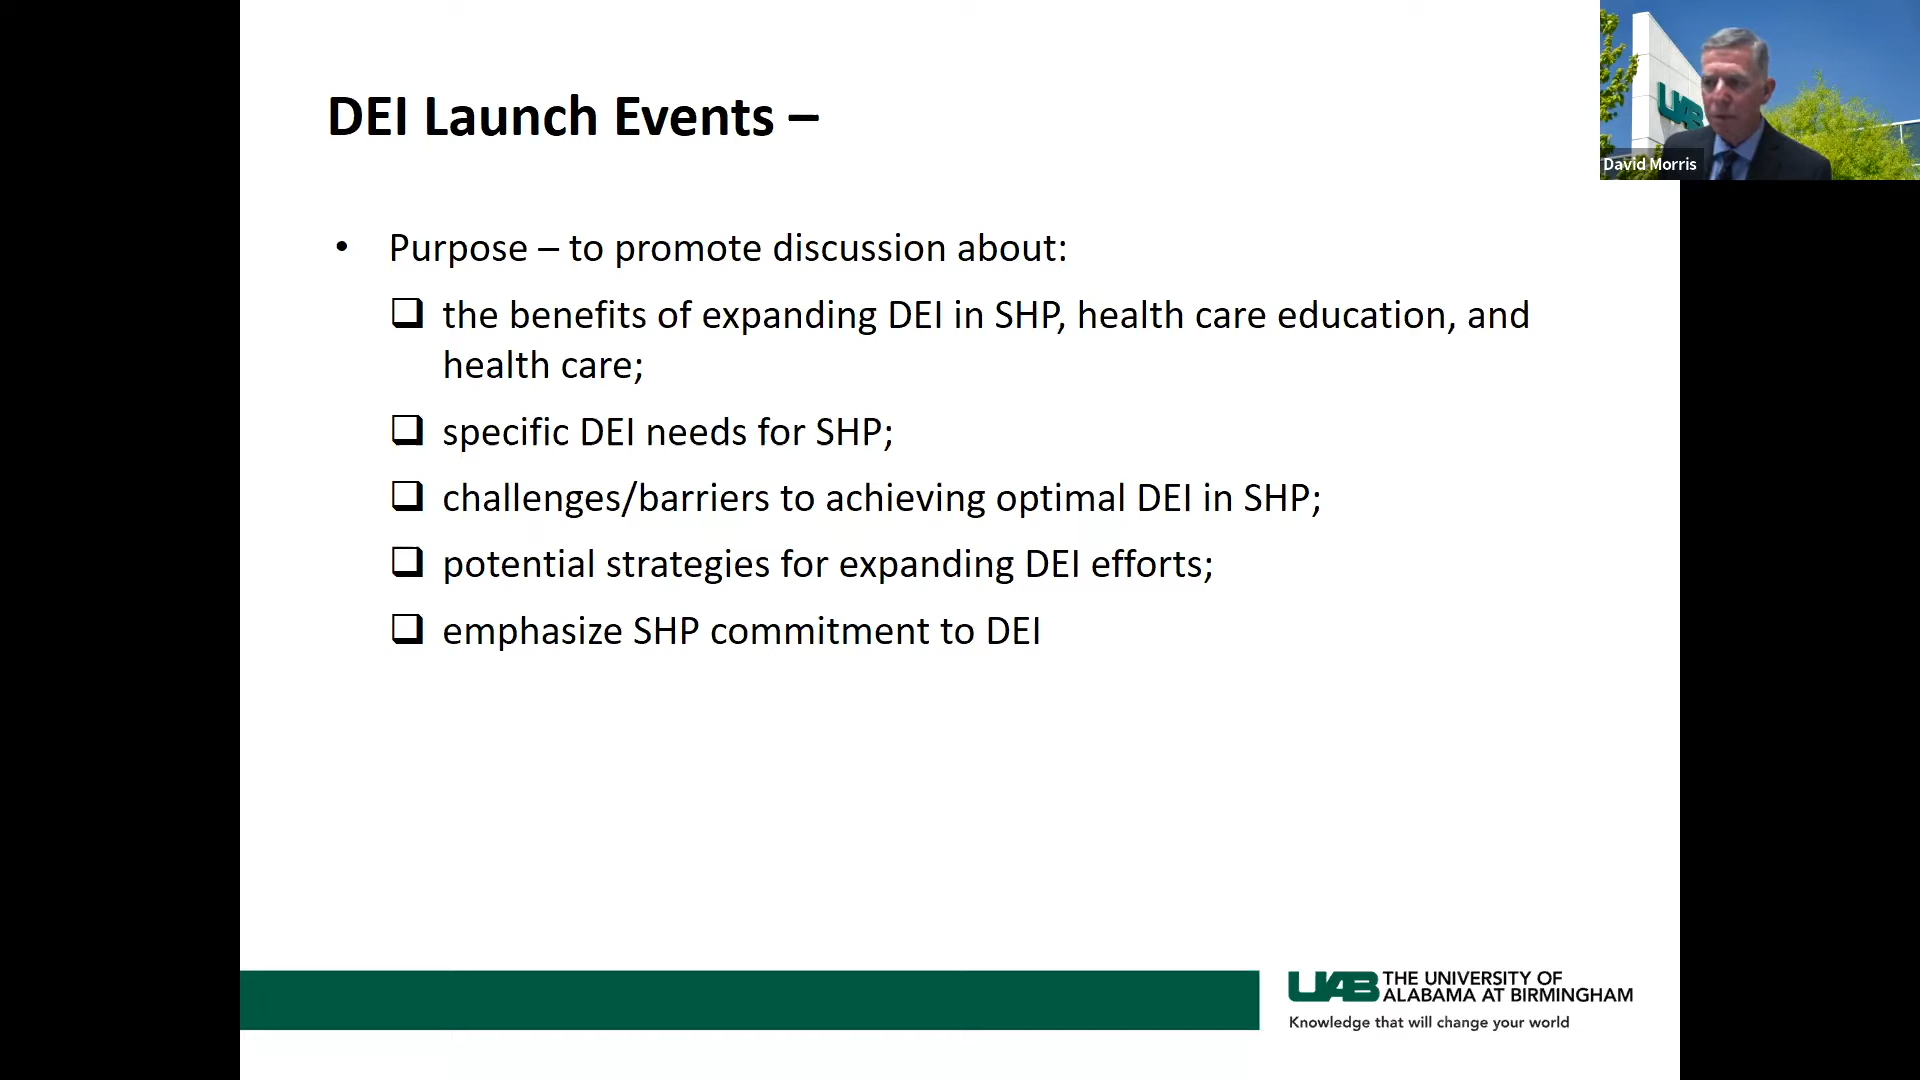 DEI Launch Events –
UAB
David Morris
• Purpose – to promote discussion about:
❑ the benefits of expanding DEI in SHP, health care education, and
health care;
❑ specific DEI needs for SHP;
❑ challenges/barriers to achieving optimal DEI in SHP;
❑ potential strategies for expanding DEI efforts;
❑ emphasize SHP commitment to DEI
UAB THE UNIVERSITY OF
ALABAMA AT BIRMINGHAM
Knowledge that will change your world